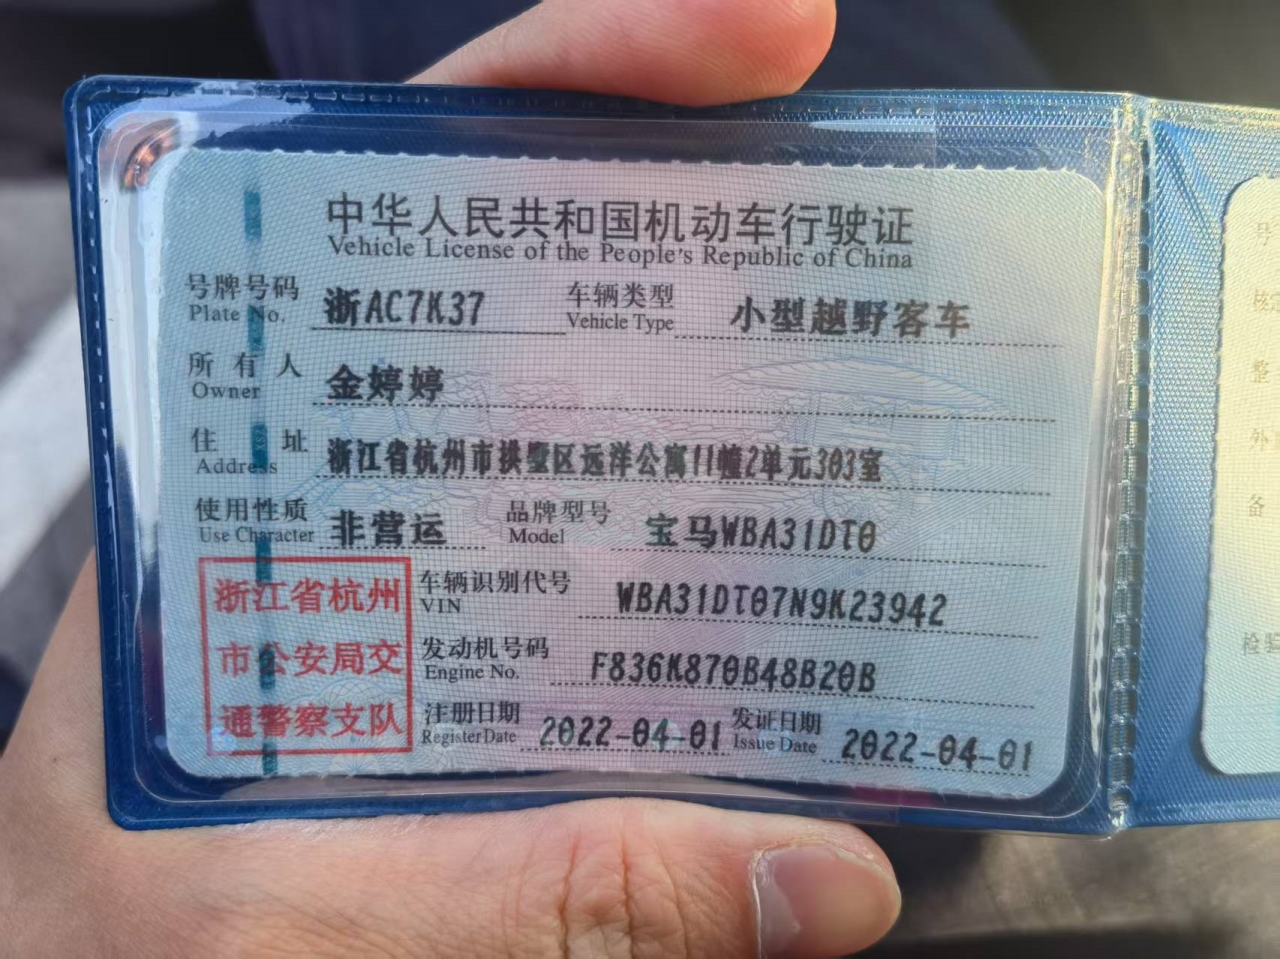 中华人民共和国机动车行驶证
Vehicle License of the People's Republic of China
号牌号码 浙AC7K37 车辆类型 小型越野客车
Plate No. Vehicle Type
所有人 金婷婷
Owner
住址 浙江省杭州市拱墅区远洋公寓11幢2单元303室
Address
使用性质 非营运 品牌型号 宝马WBA31DT0
Use Character Model
浙江省杭州
市公安局交
通警察支队
车辆识别代号 WBA31DT07N9K23942
VIN
发动机号码 F836K870B48B20B
Engine No.
注册日期 2022-04-01 发证日期 2022-04-01
Register Date Issue Date
号
核
整
外
备
检验